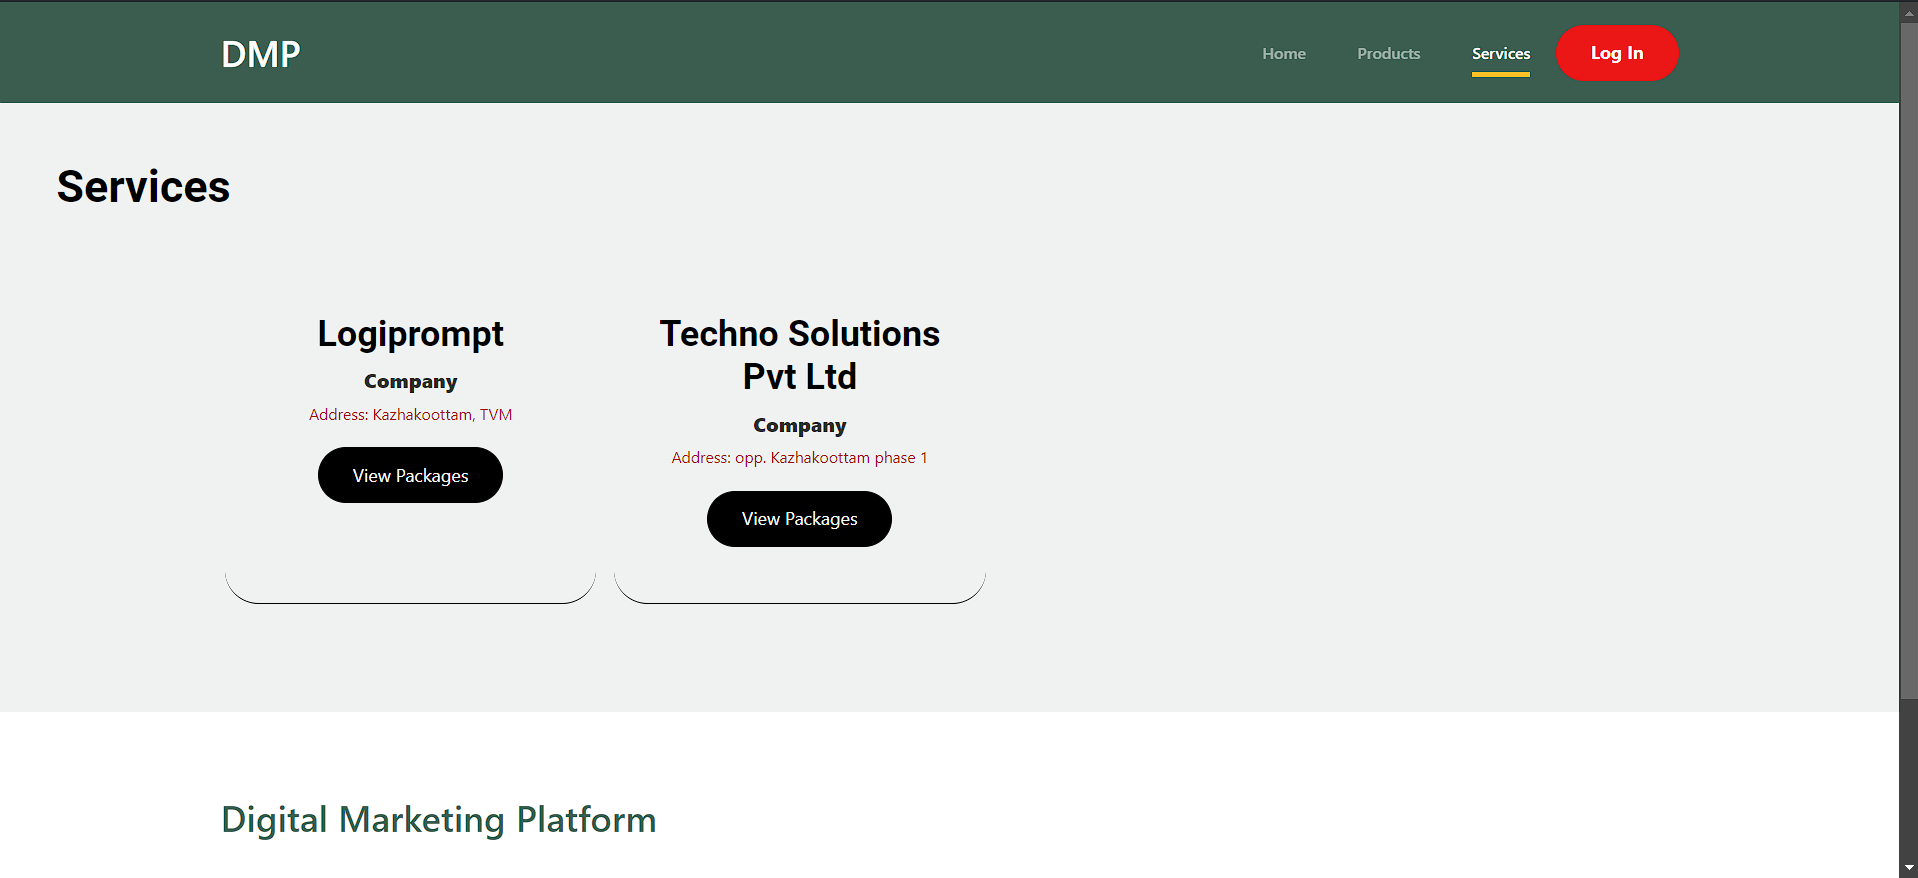 DMP
Home
Products
Services
Log In
Services
Logiprompt
Company
Address: Kazhakoottam, TVM
View Packages
Techno Solutions
Pvt Ltd
Company
Address: opp. Kazhakoottam phase 1
View Packages
Digital Marketing Platform